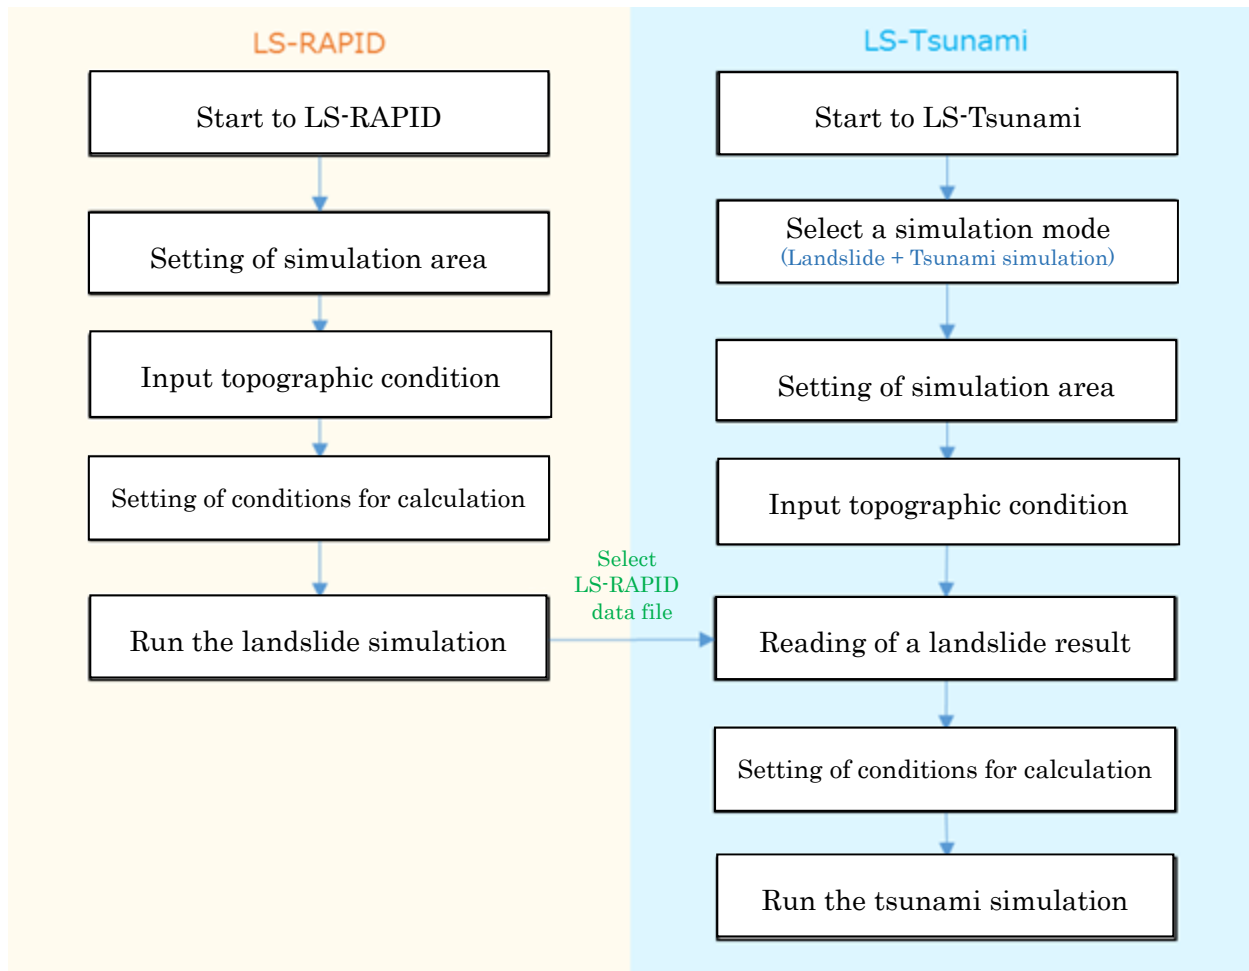 LS-RAPID
Start to LS-RAPID
Setting of simulation area
Input topographic condition
Setting of conditions for calculation
Run the landslide simulation
Select
LS-RAPID
data file
LS-Tsunami
Start to LS-Tsunami
Select a simulation mode
(Landslide + Tsunami simulation)
Setting of simulation area
Input topographic condition
Reading of a landslide result
Setting of conditions for calculation
Run the tsunami simulation